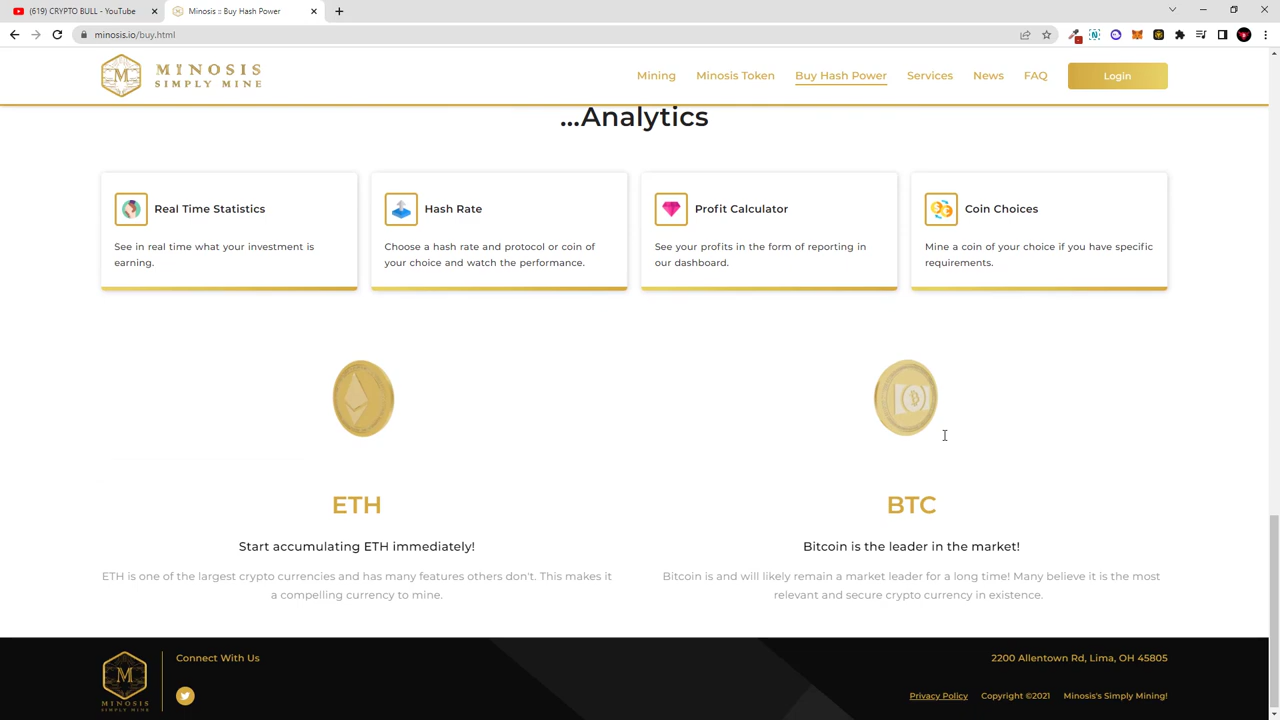 (619) CRYPTO BULL - YouTube
Minosis :: Buy Hash Power
minosis.io/buy.html
MINOSIS
SIMPLY MINE
Mining
Minosis Token
Buy Hash Power
Services
News
FAQ
Login
...Analytics
Real Time Statistics
See in real time what your investment is
earning.
Hash Rate
Choose a hash rate and protocol or coin of
your choice and watch the performance.
Profit Calculator
See your profits in the form of reporting in
our dashboard.
Coin Choices
Mine a coin of your choice if you have specific
requirements.
ETH
Start accumulating ETH immediately!
ETH is one of the largest crypto currencies and has many features others don't. This makes it
a compelling currency to mine.
BTC
Bitcoin is the leader in the market!
Bitcoin is and will likely remain a market leader for a long time! Many believe it is the most
relevant and secure crypto currency in existence.
M
MINOSIS
SIMPLY MINE
Connect With Us
2200 Allentown Rd, Lima, OH 45805
Privacy Policy
Copyright ©2021
Minosis's Simply Mining!